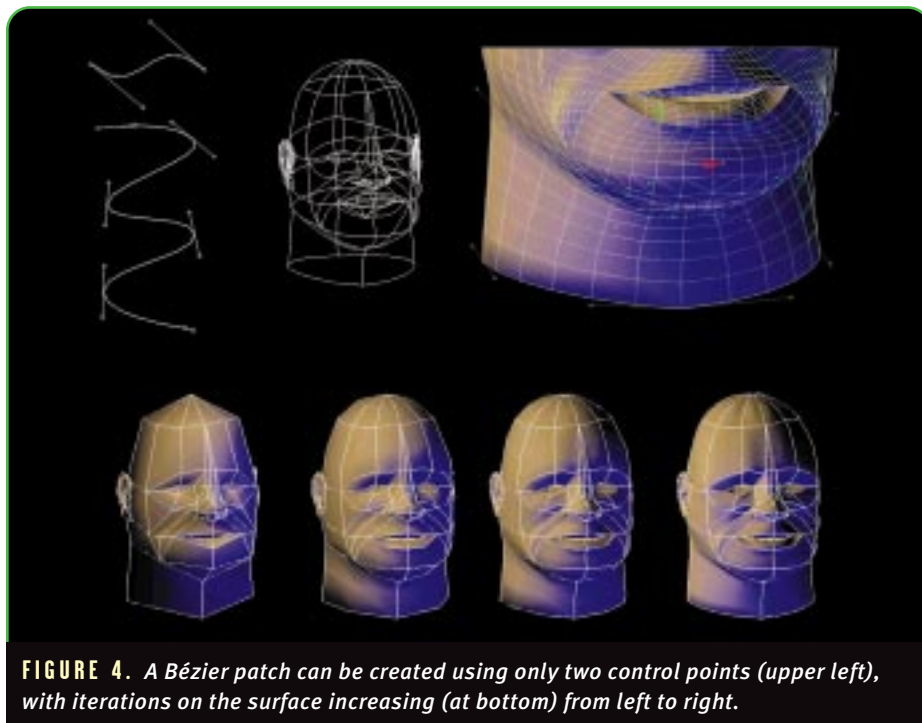 FIGURE 4. A Bézier patch can be created using only two control points (upper left),
with iterations on the surface increasing (at bottom) from left to right.